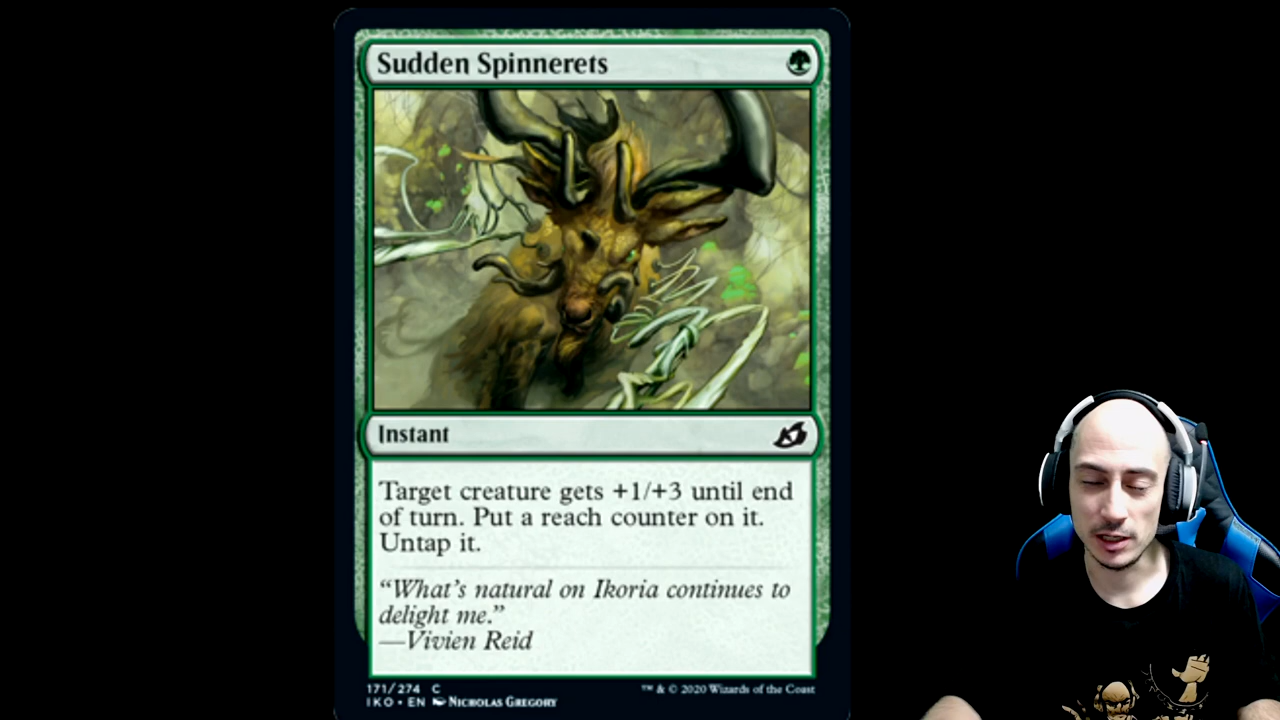 Sudden Spinnerets
Instant
Target creature gets +1/+3 until end
of turn. Put a reach counter on it.
Untap it.
“What’s natural on Ikoria continues to
delight me.”
—Vivien Reid
171/274 C
IKO • EN Nicholas Gregory
™ & © 2020 Wizards of the Coast